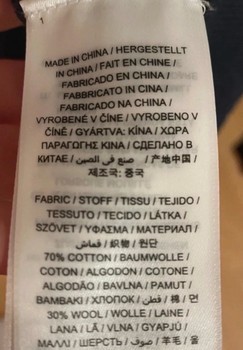 MADE IN CHINA / HERGESTELLT
IN CHINA / FAIT EN CHINE /
FABRICADO EN CHINA /
FABBRICATO IN CINA /
FABRICADO NA CHINA /
VYROBENÉ V ČÍNE / VYROBENO V
ČÍNĚ / GYÁRTVA: KÍNA / ΧΩΡΑ
ΠΑΡΑΓΩΓΗΣ ΚΙΝΑ / СДЕЛАНО В
КИТАЕ / صنع في الصين / 产地中国 /
제조국: 중국
FABRIC / STOFF / TISSU / TEJIDO /
TESSUTO / TECIDO / LÁTKA /
SZÖVET / ΥΦΑΣΜΑ / МАТЕРИАЛ /
قماش / 织物 / 원단
70% COTTON / BAUMWOLLE /
COTON / ALGODON / COTONE /
ALGODÃO / BAVLNA / PAMUT /
ΒΑΜΒΑΚΙ / ХЛОПОК / قطن / 棉 / 면
30% WOOL / WOLLE / LAINE /
LANA / LÃ / VLNA / GYAPJÚ /
ΜΑΛΛΙ / ШЕРСТЬ / صوف / 羊毛 / 울